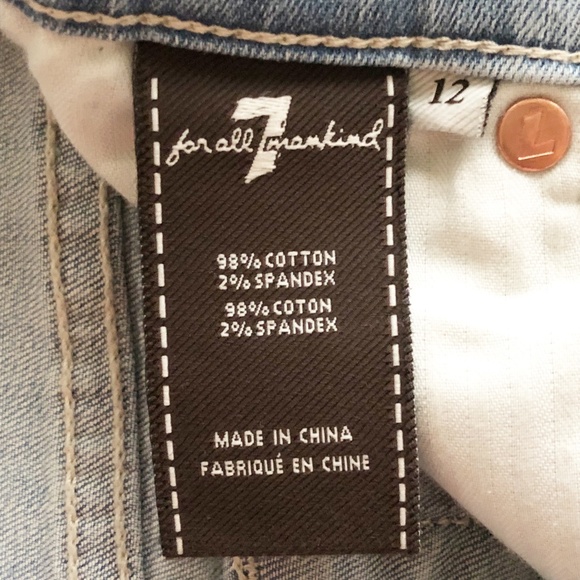 7
for all mankind
12
98% COTTON
2% SPANDEX
98% COTON
2% SPANDEX
MADE IN CHINA
FABRIQUÉ EN CHINE